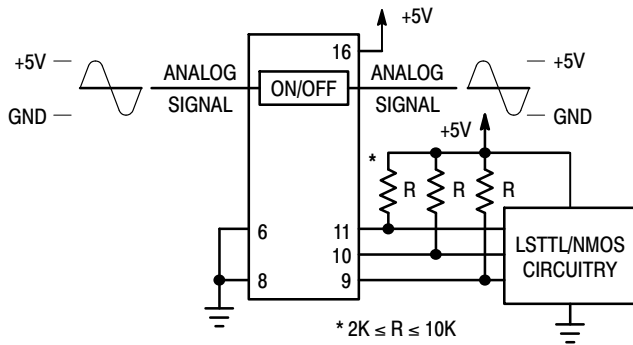 +5V
16
+5V
ANALOG
SIGNAL
ON/OFF
ANALOG
SIGNAL
+5V
GND
GND
+5V
*
R
R
R
6
11
LSTTL/NMOS
CIRCUITRY
10
8
9
* 2K ≤ R ≤ 10K